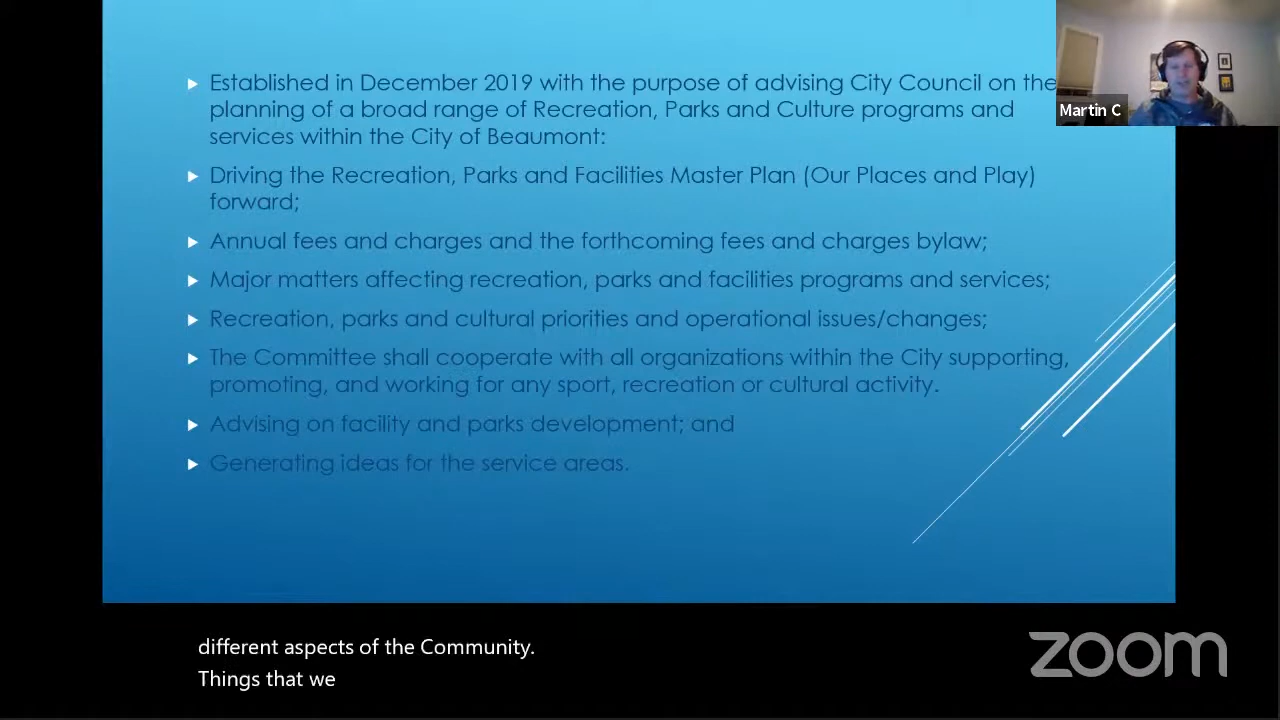 Established in December 2019 with the purpose of advising City Council on the
planning of a broad range of Recreation, Parks and Culture programs and
services within the City of Beaumont:
Driving the Recreation, Parks and Facilities Master Plan (Our Places and Play)
forward;
Annual fees and charges and the forthcoming fees and charges bylaw;
Major matters affecting recreation, parks and facilities programs and services;
Recreation, parks and cultural priorities and operational issues/changes;
The Committee shall cooperate with all organizations within the City supporting,
promoting, and working for any sport, recreation or cultural activity.
Advising on facility and parks development; and
Generating ideas for the service areas.
Martin C
different aspects of the Community.
Things that we
zoom